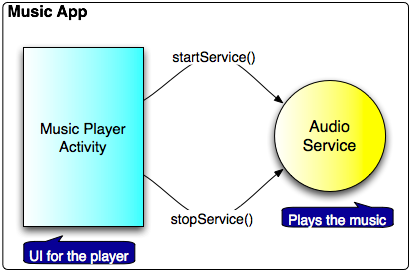 Music App
startService()
Music Player
Activity
Audio
Service
stopService()
Plays the music
UI for the player